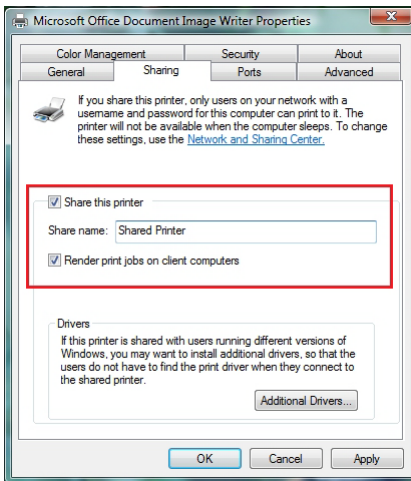 Microsoft Office Document Image Writer Properties
Color Management Security About
General Sharing Ports Advanced
If you share this printer, only users on your network with a
username and password for this computer can print to it. The
printer will not be available when the computer sleeps. To change
these settings, use the Network and Sharing Center.
Share this printer
Share name: Shared Printer
Render print jobs on client computers
Drivers
If this printer is shared with users running different versions of
Windows, you may want to install additional drivers, so that the
users do not have to find the print driver when they connect to
the shared printer.
Additional Drivers...
OK Cancel Apply